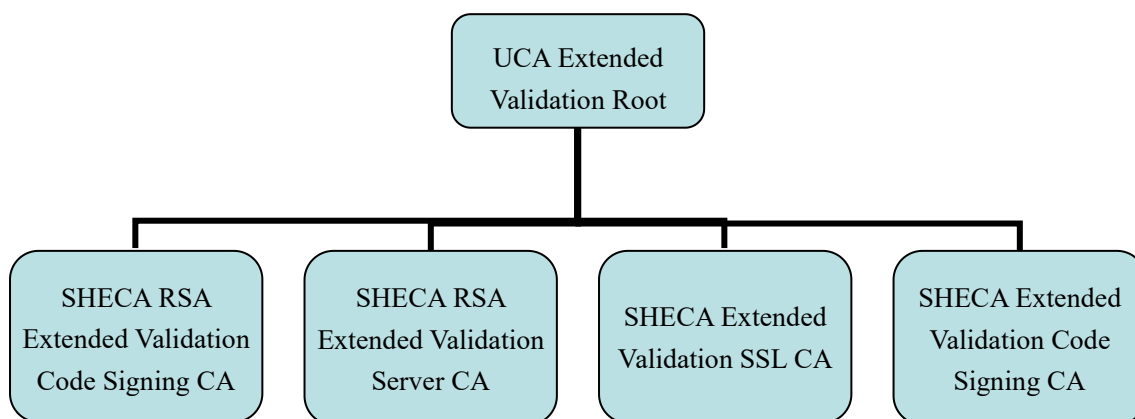 UCA Extended
Validation Root
SHECA RSA
Extended Validation
Code Signing CA
SHECA RSA
Extended Validation
Server CA
SHECA Extended
Validation SSL CA
SHECA Extended
Validation Code
Signing CA